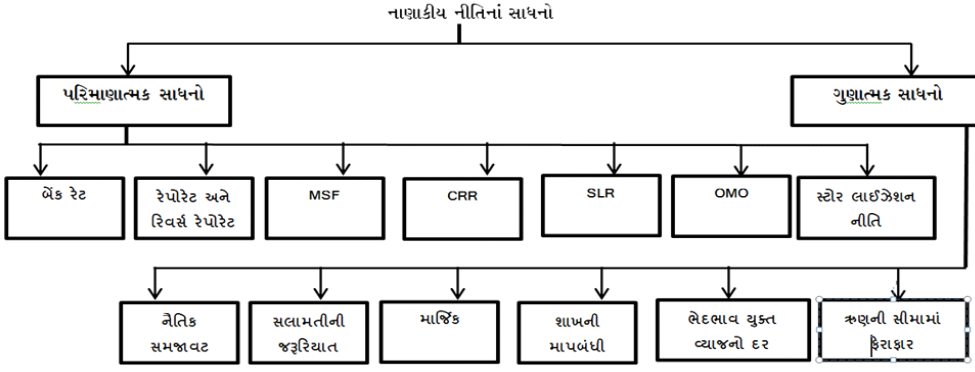 નાણાકીય નીતિનાં સાધનો
પરિમાણાત્મક સાધનો
ગુણાત્મક સાધનો
બેંક રેટ
રેપોરેટ અને
રિવર્સ રેપોરેટ
MSF
CRR
SLR
OMO
સ્ટોર લાઈઝેશન
નીતિ
નૈતિક
સમજાવટ
સલામતીની
જરૂરિયાત
માર્જિક
શાખની
માપબંધી
ભેદભાવ યુક્ત
વ્યાજનો દર
ઋણની સીમામાં
ફેરાફાર